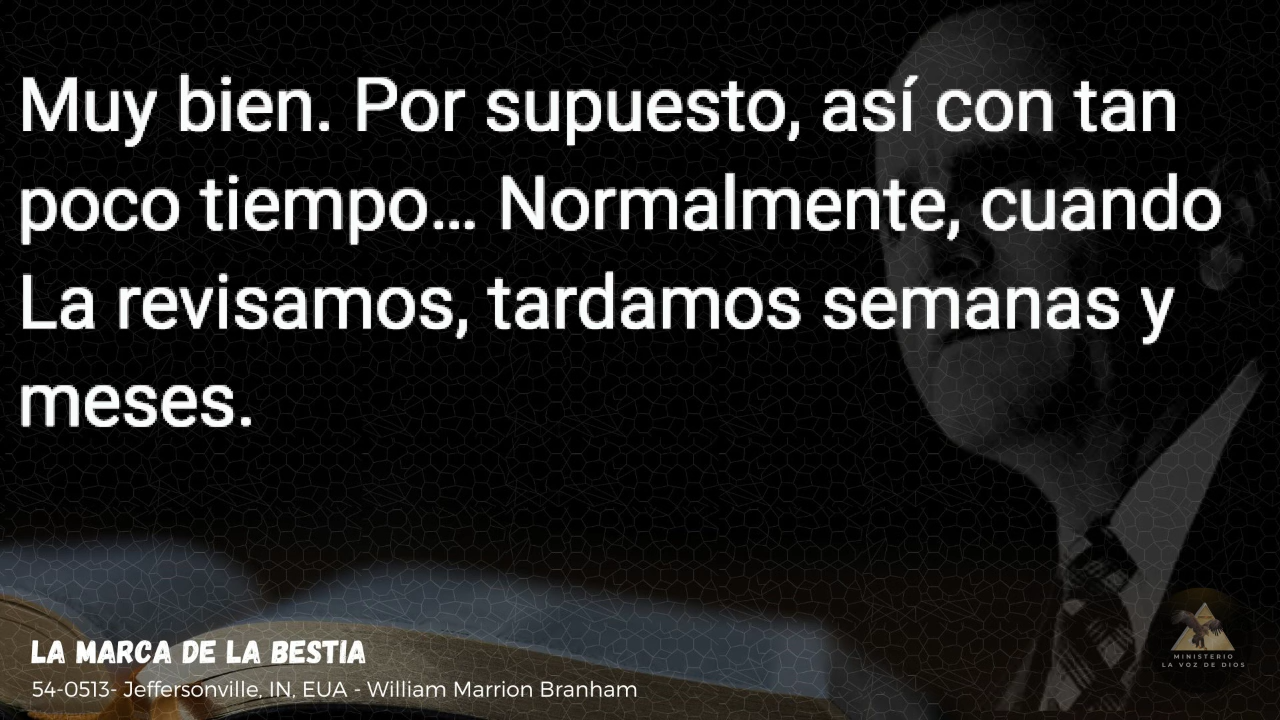 Muy bien. Por supuesto, así con tan
poco tiempo... Normalmente, cuando
La revisamos, tardamos semanas y
meses.
LA MARCA DE LA BESTIA
54-0513- Jeffersonville, IN, EUA - William Marrion Branham
MINISTERIO
LA VOZ DE DIOS